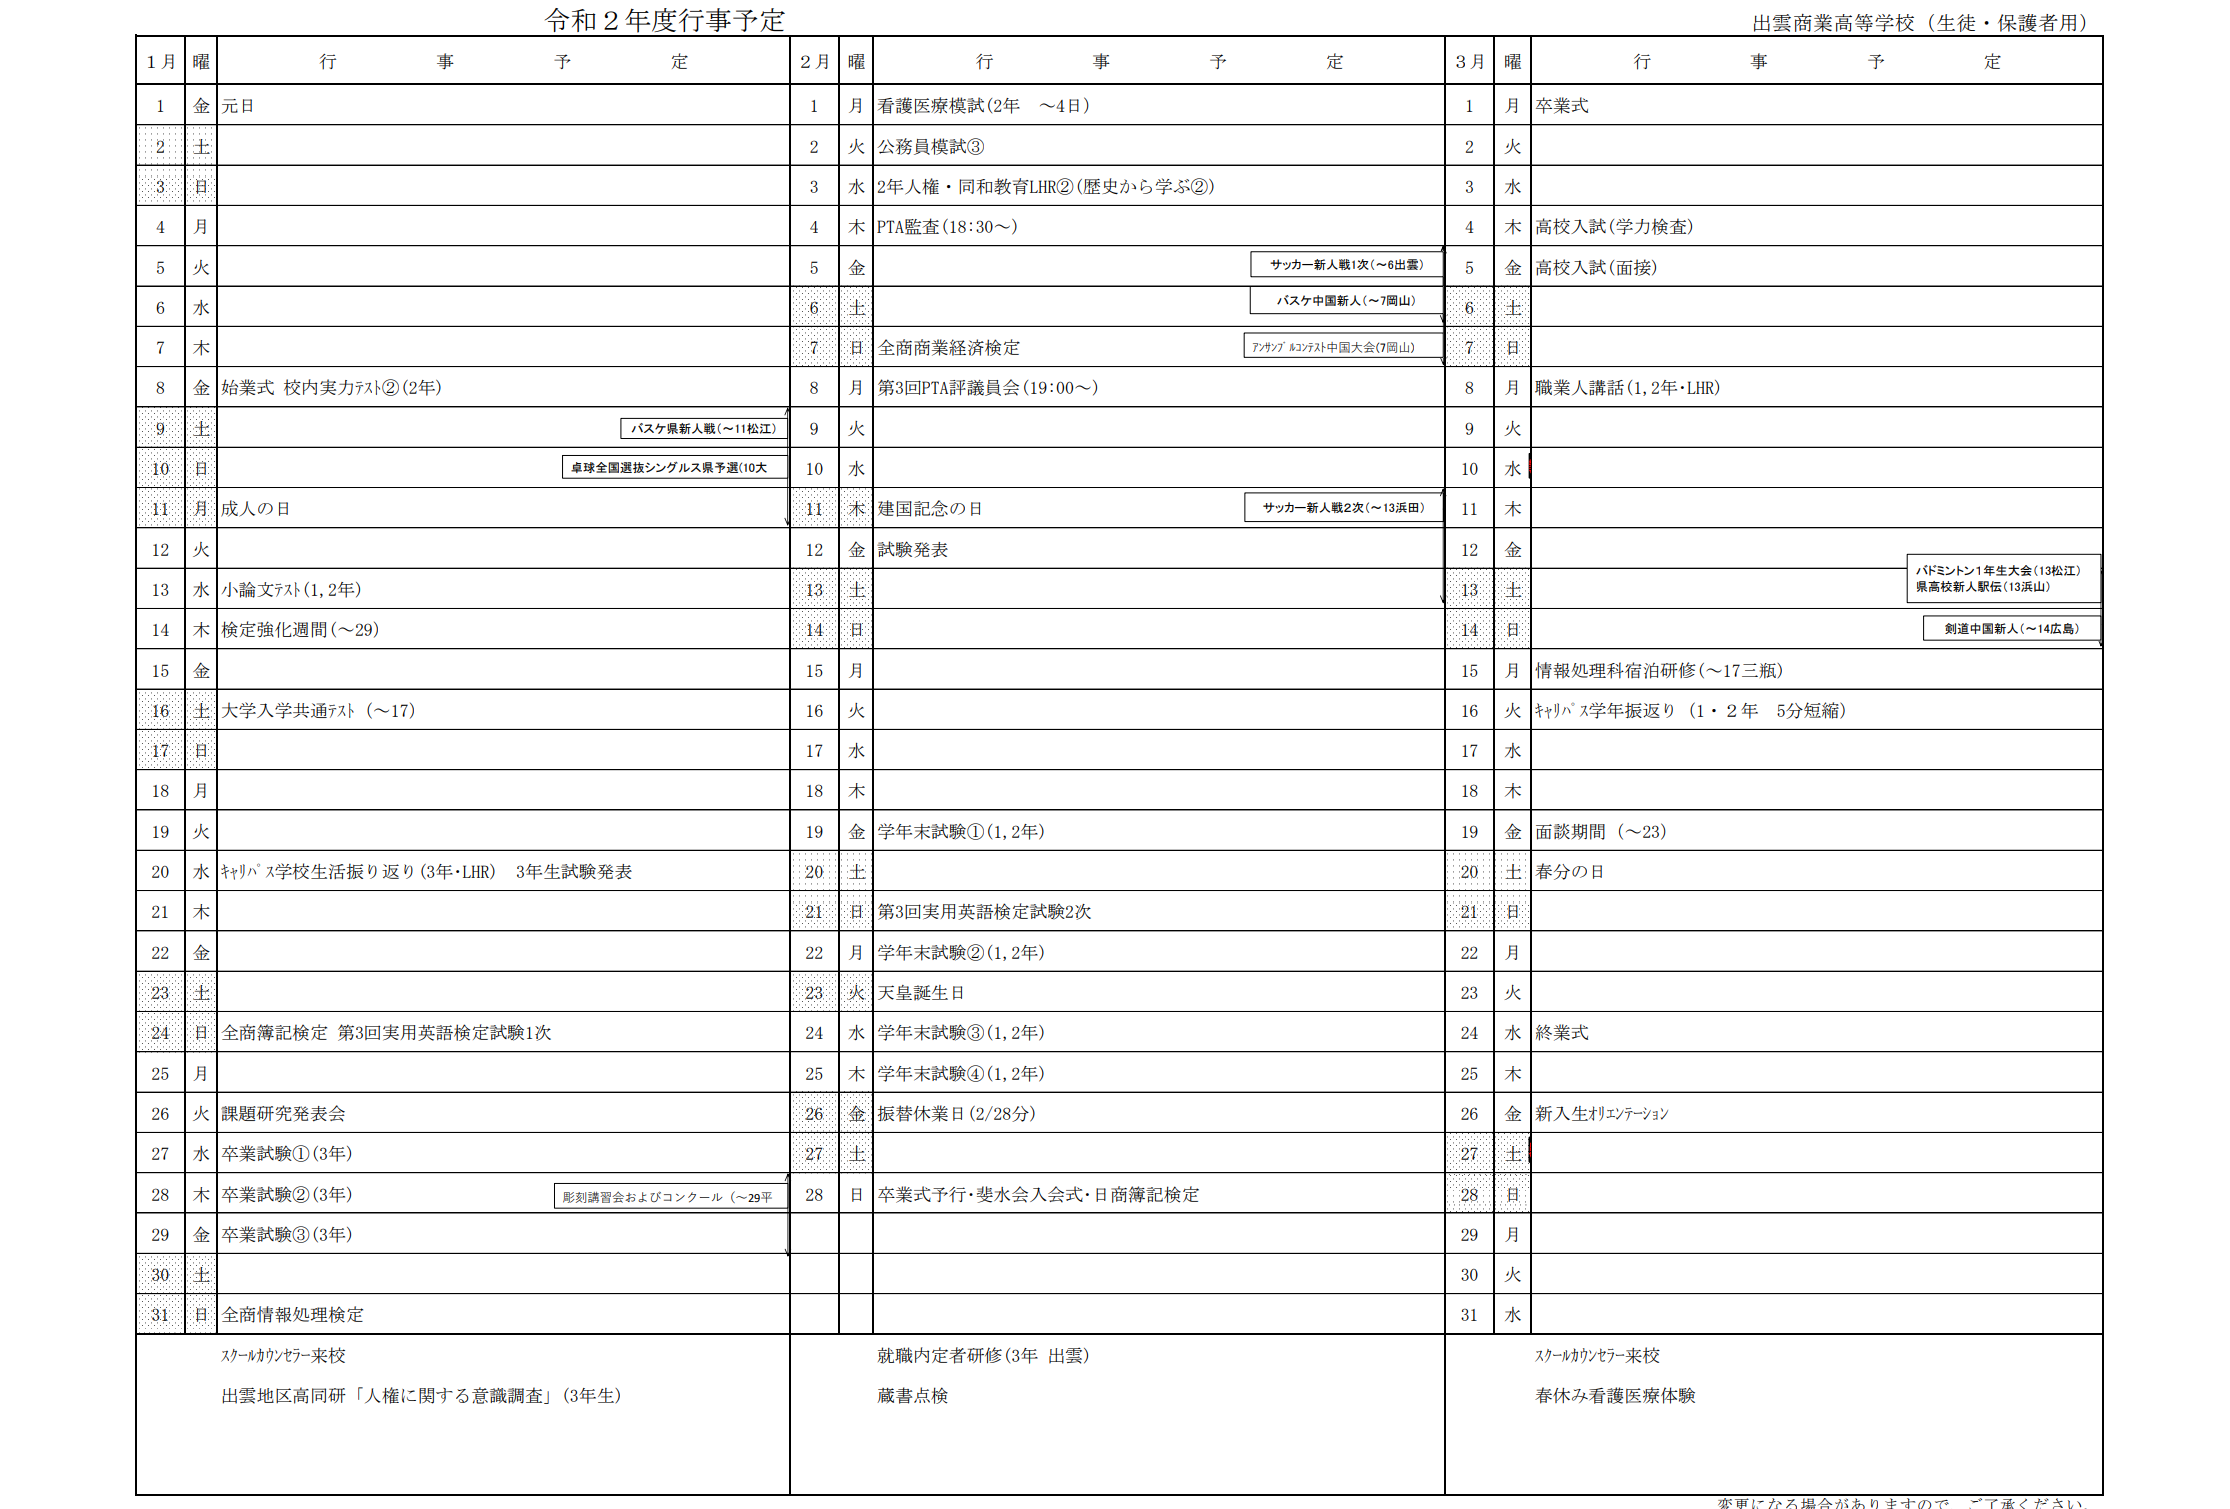 令和２年度行事予定
出雲商業高等学校（生徒・保護者用）
1月 曜 行 事 予 定
1 金 元日
2 土
3 日
4 月
5 火
6 水
7 木
8 金 始業式 校内実力ﾃｽﾄ②(2年)
9 土 バスケ県新人戦(～11松江)
10 日 卓球全国選抜シングルス県予選(10大
11 月 成人の日
12 火
13 水 小論文ﾃｽﾄ(1,2年)
14 木 検定強化週間(～29)
15 金
16 土 大学入学共通ﾃｽﾄ (～17)
17 日
18 月
19 火
20 水 ｷｬﾘﾊﾟｽ学校生活振り返り(3年･LHR)　3年生試験発表
21 木
22 金
23 土
24 日 全商簿記検定 第3回実用英語検定試験1次
25 月
26 火 課題研究発表会
27 水 卒業試験①(3年)
28 木 卒業試験②(3年) 彫刻講習会およびコンクール（～29平
29 金 卒業試験③(3年)
30 土
31 日 全商情報処理検定
ｽｸｰﾙｶｳﾝｾﾗｰ来校
出雲地区高同研「人権に関する意識調査」(3年生)
2月 曜 行 事 予 定
1 月 看護医療模試(2年　～4日)
2 火 公務員模試③
3 水 2年人権・同和教育LHR②(歴史から学ぶ②)
4 木 PTA監査(18:30～)
5 金 サッカー新人戦1次(～6出雲)
6 土 バスケ中国新人(～7岡山)
7 日 全商商業経済検定 ｱﾝｻﾝﾌﾞﾙｺﾝﾃｽﾄ中国大会(7岡山)
8 月 第3回PTA評議員会(19:00～)
9 火
10 水
11 木 建国記念の日 サッカー新人戦2次(～13浜田)
12 金 試験発表
13 土
14 日
15 月
16 火
17 水
18 木
19 金 学年末試験①(1,2年)
20 土
21 日 第3回実用英語検定試験2次
22 月 学年末試験②(1,2年)
23 火 天皇誕生日
24 水 学年末試験③(1,2年)
25 木 学年末試験④(1,2年)
26 金 振替休業日(2/28分)
27 土
28 日 卒業式予行･斐水会入会式･日商簿記検定
就職内定者研修(3年 出雲)
蔵書点検
3月 曜 行 事 予 定
1 月 卒業式
2 火
3 水
4 木 高校入試(学力検査)
5 金 高校入試(面接)
6 土
7 日
8 月 職業人講話(1,2年･LHR)
9 火
10 水
11 木
12 金
13 土 バドミントン１年生大会(13松江)
県高校新人駅伝(13浜山)
14 日 剣道中国新人(～14広島)
15 月 情報処理科宿泊研修(～17三瓶)
16 火 ｷｬﾘﾊﾟｽ学年振返り (1・２年　5分短縮)
17 水
18 木
19 金 面談期間 (～23)
20 土 春分の日
21 日
22 月
23 火
24 水 終業式
25 木
26 金 新入生ｵﾘｴﾝﾃｰｼｮﾝ
27 土
28 日
29 月
30 火
31 水
ｽｸｰﾙｶｳﾝｾﾗｰ来校
春休み看護医療体験
変更になる場合がありますので、ご了承ください。